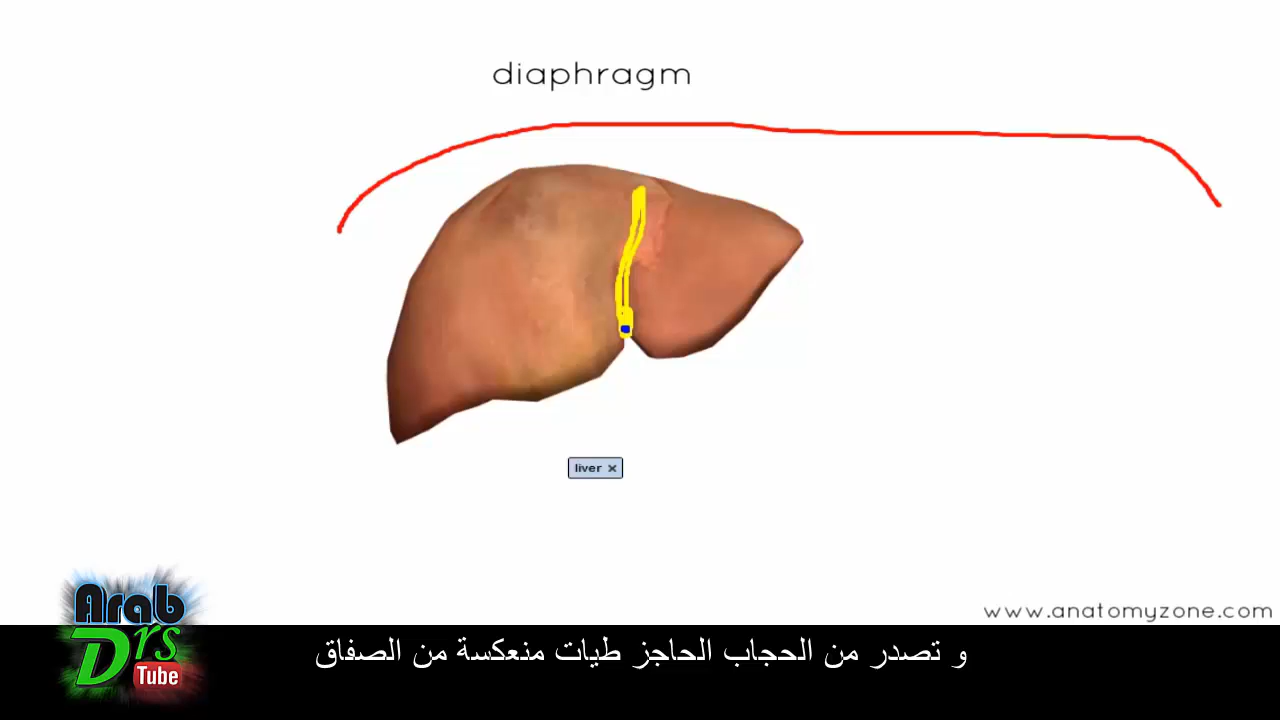 diaphragm
liver x
www.anatomyzone.com
Arab
Drs
Tube
و تصدر من الحجاب الحاجز طيات منعكسة من الصفاق